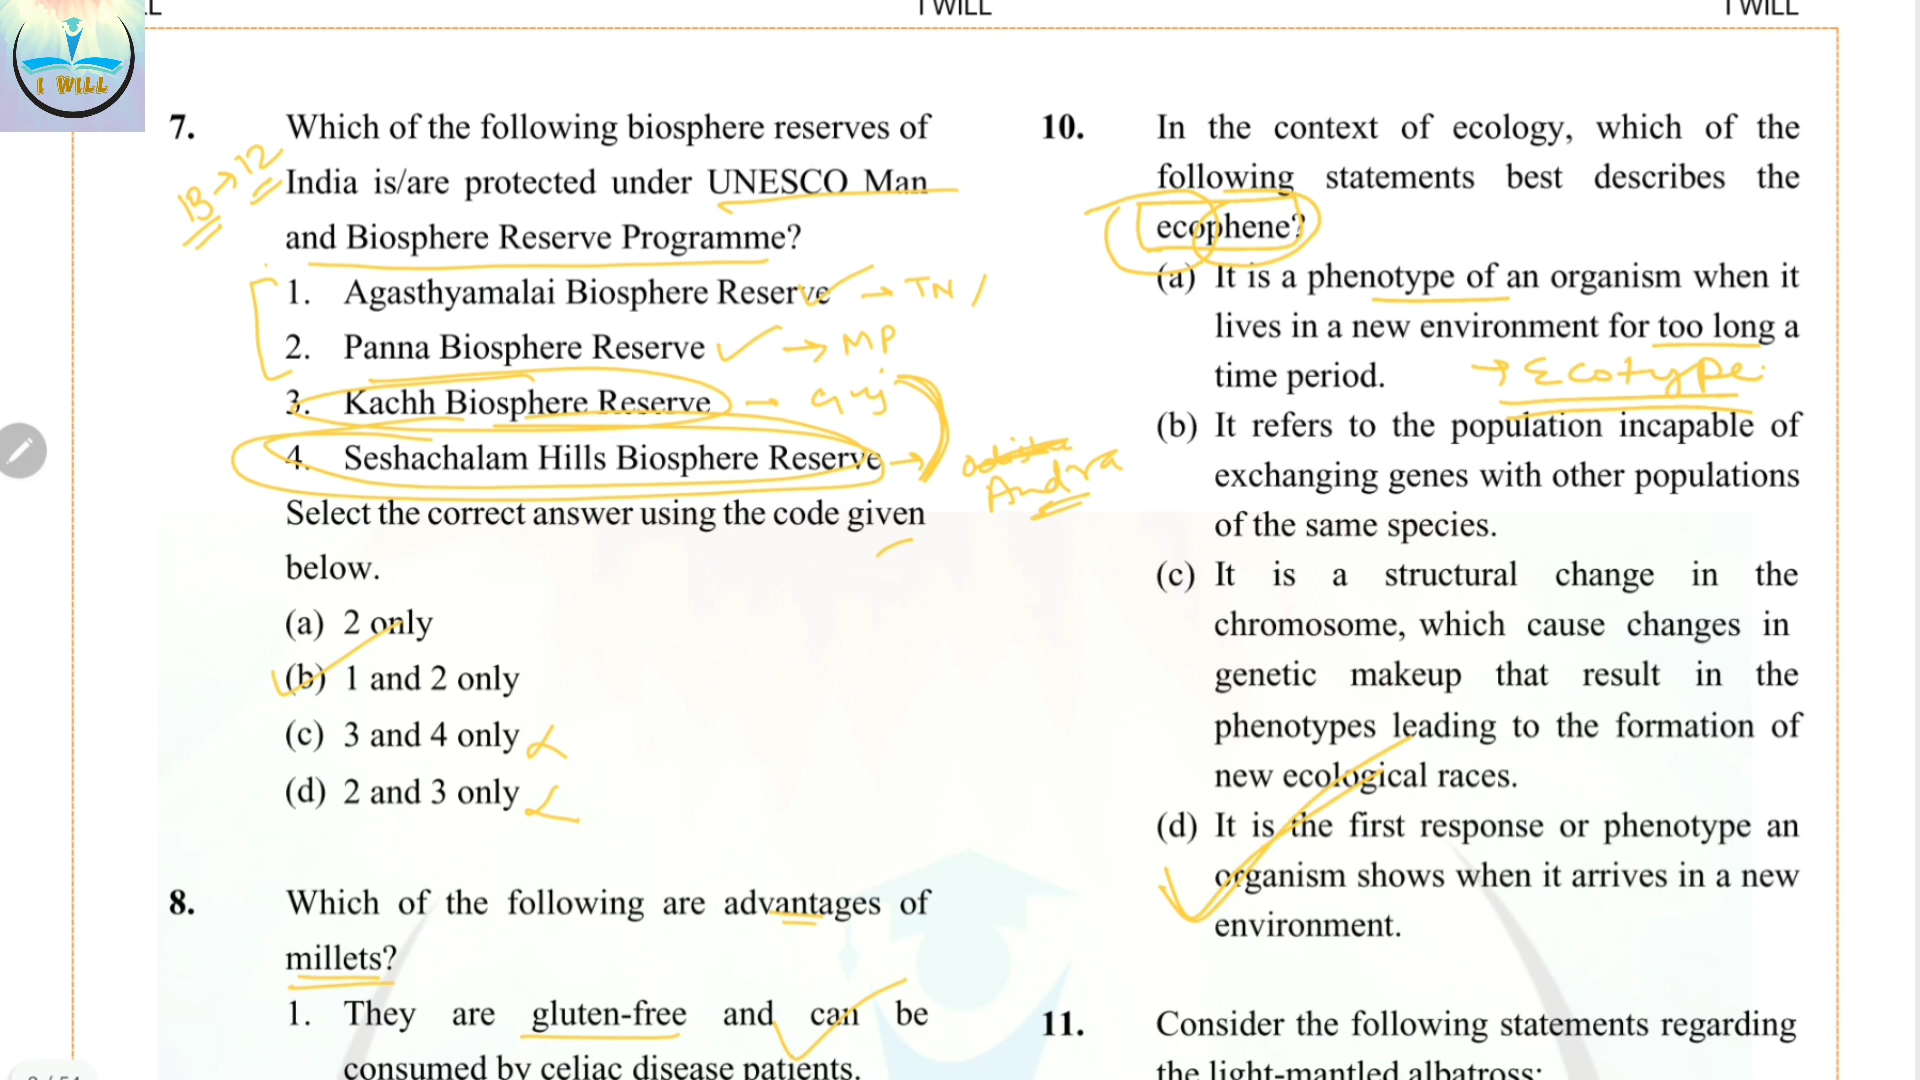 I WILL
I WILL
I WILL
7. Which of the following biosphere reserves of
India is/are protected under UNESCO Man
and Biosphere Reserve Programme?
13 → 12
1. Agasthyamalai Biosphere Reserve → TN /
2. Panna Biosphere Reserve → MP
3. Kachh Biosphere Reserve - Guj
4. Seshachalam Hills Biosphere Reserve → Andra
Select the correct answer using the code given
below.
(a) 2 only
(b) 1 and 2 only
(c) 3 and 4 only
(d) 2 and 3 only
8. Which of the following are advantages of
millets?
1. They are gluten-free and can be
consumed by celiac disease patients.
10. In the context of ecology, which of the
following statements best describes the
ecophene?
(a) It is a phenotype of an organism when it
lives in a new environment for too long a
time period. → Ecotype
(b) It refers to the population incapable of
exchanging genes with other populations
of the same species.
(c) It is a structural change in the
chromosome, which cause changes in
genetic makeup that result in the
phenotypes leading to the formation of
new ecological races.
(d) It is the first response or phenotype an
organism shows when it arrives in a new
environment.
11. Consider the following statements regarding
the light-mantled albatross: